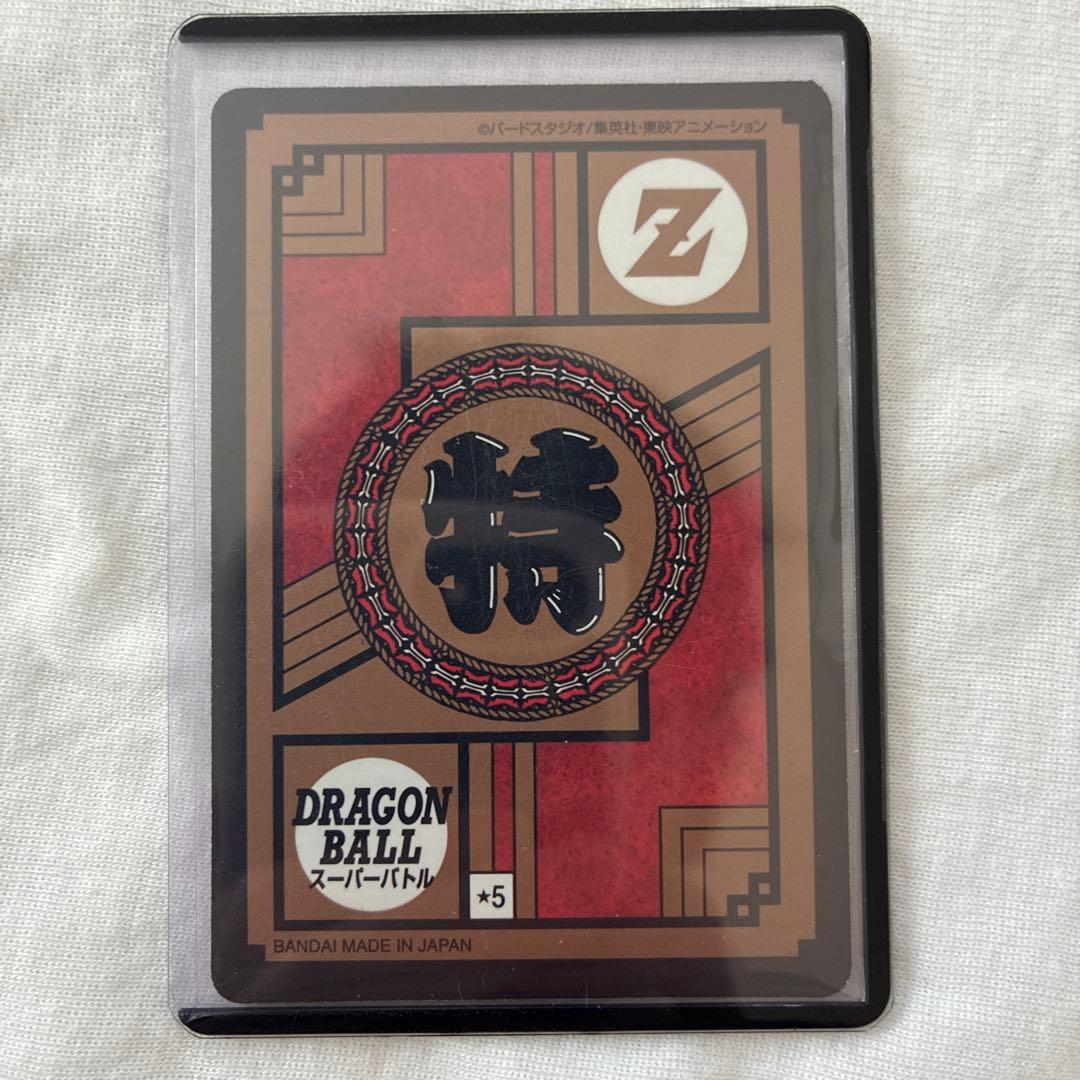 ©バードスタジオ/集英社・東映アニメーション
Z
特
DRAGON
BALL
スーパーバトル
★5
BANDAI MADE IN JAPAN